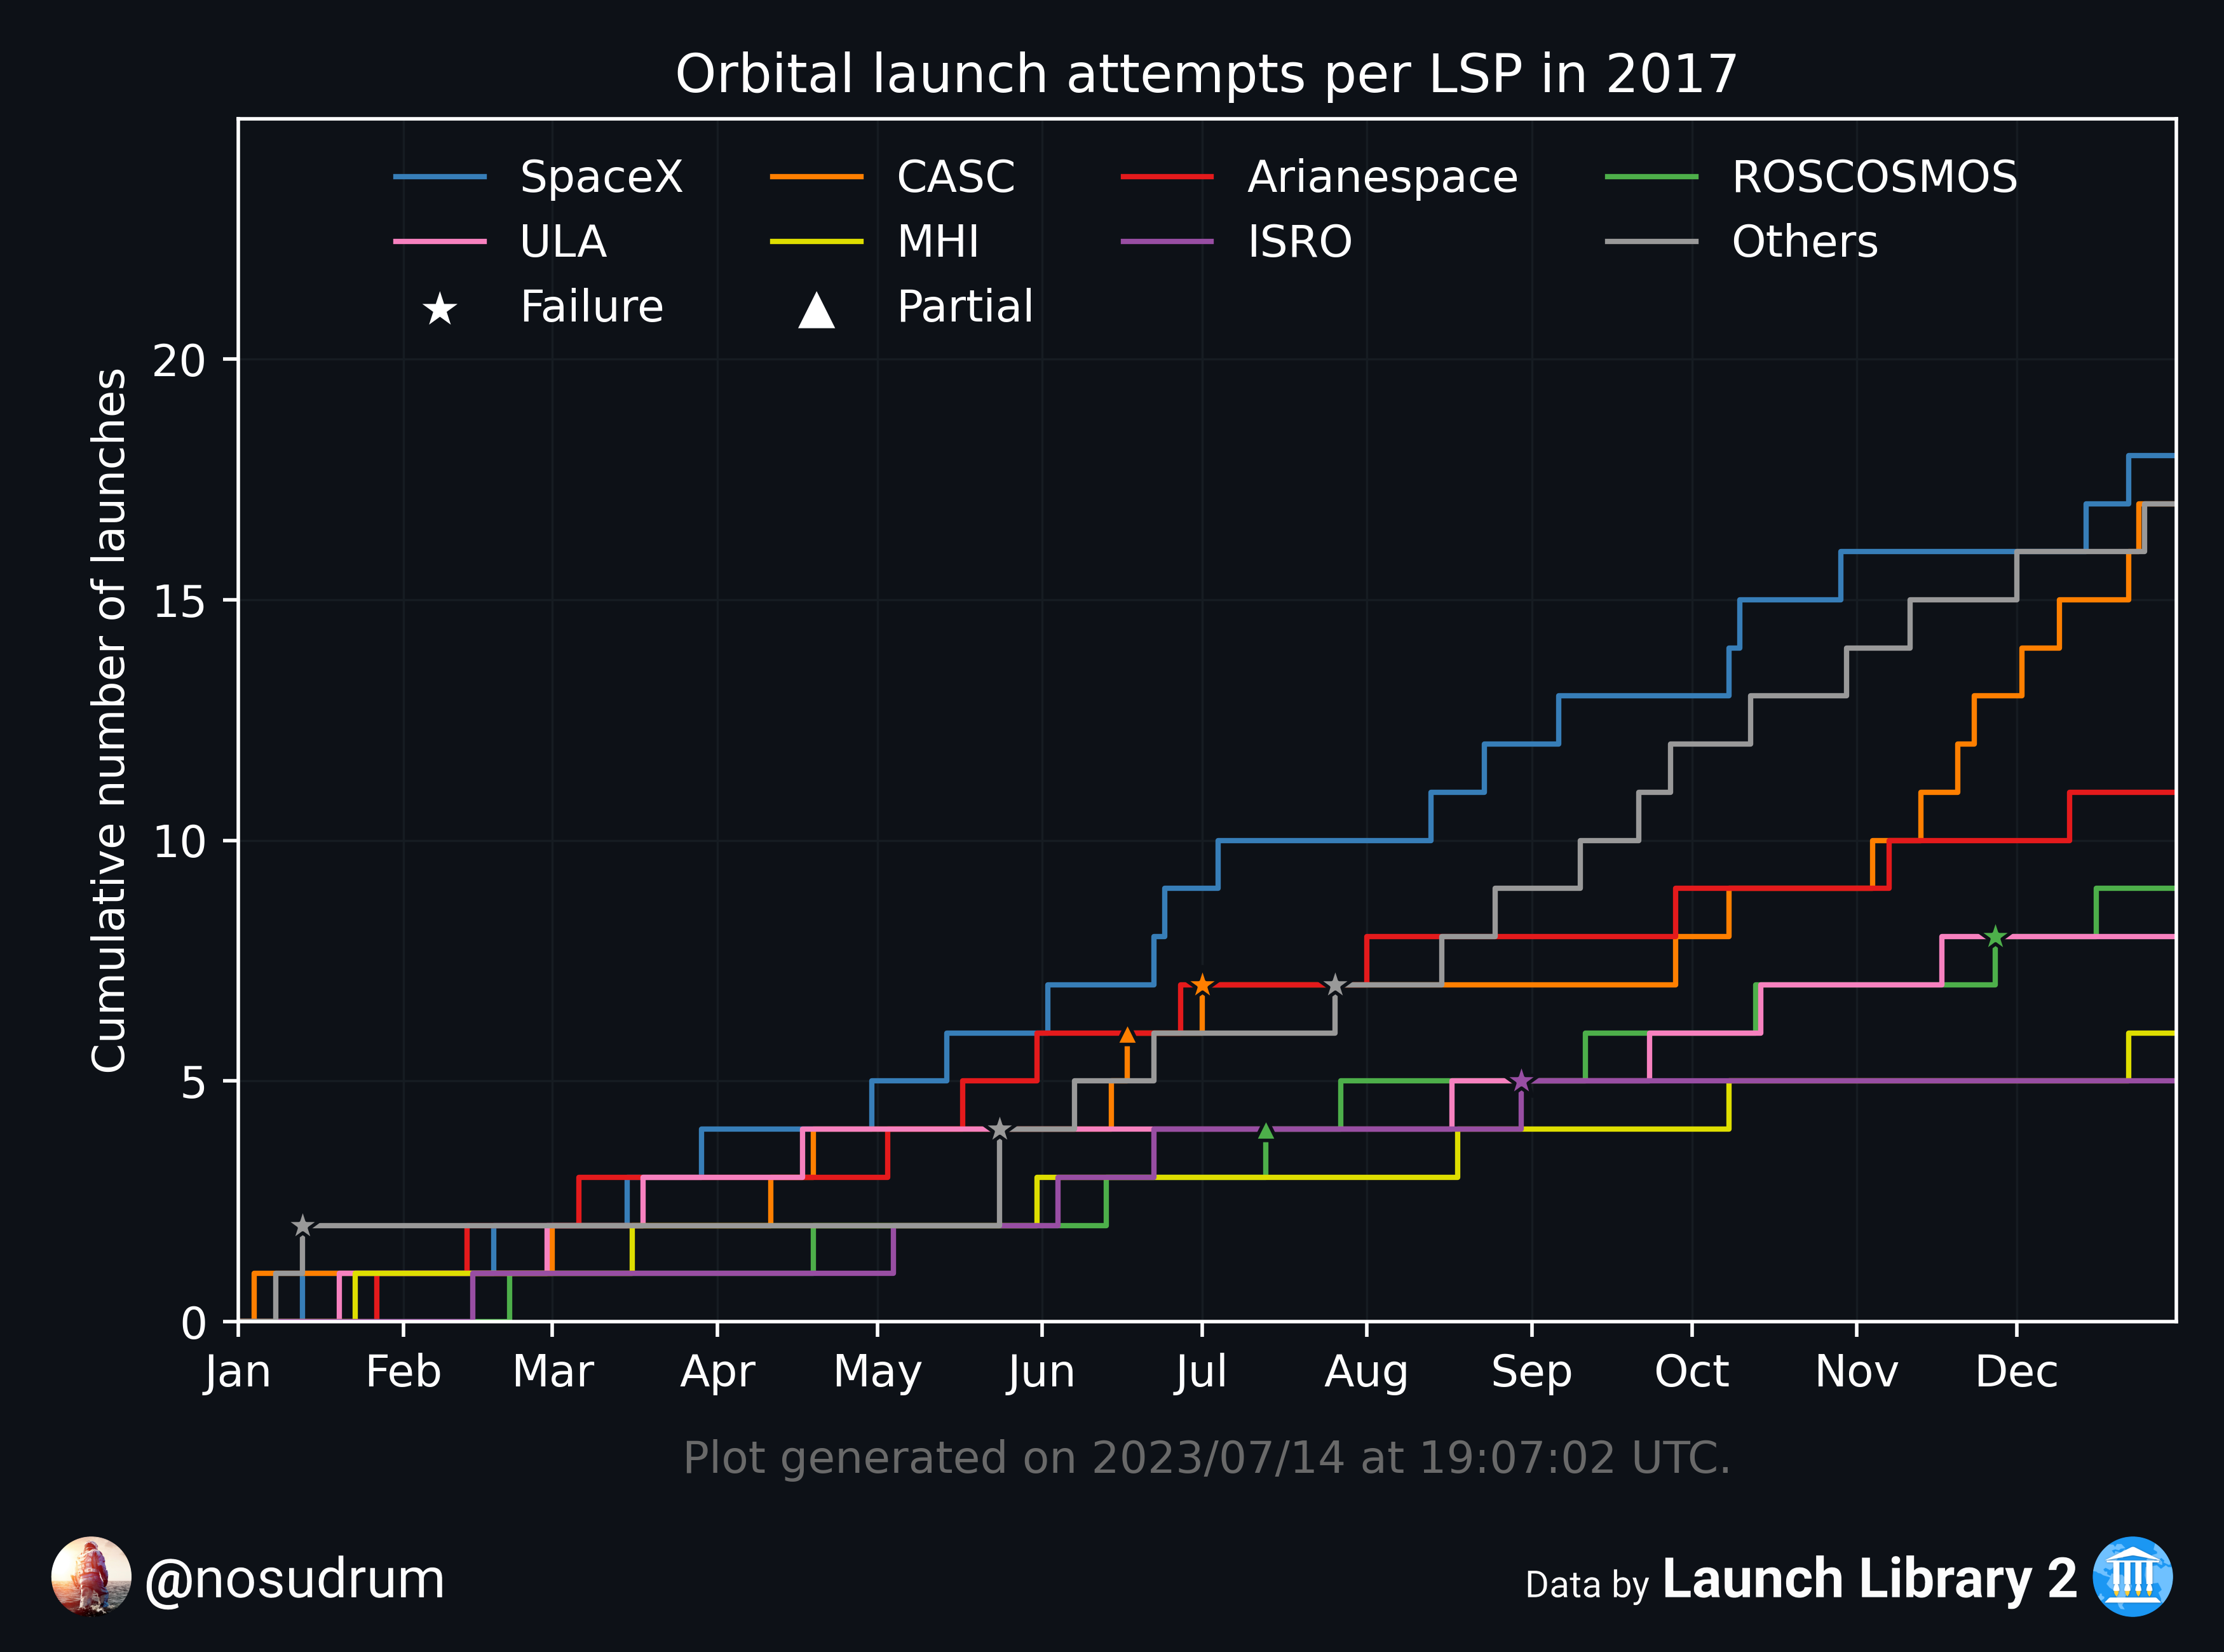 Orbital launch attempts per LSP in 2017
SpaceX CASC Arianespace ROSCOSMOS
ULA MHI ISRO Others
Failure Partial
Cumulative number of launches
20
15
10
5
0
Jan Feb Mar Apr May Jun Jul Aug Sep Oct Nov Dec
Plot generated on 2023/07/14 at 19:07:02 UTC.
@nosudrum
Data by Launch Library 2